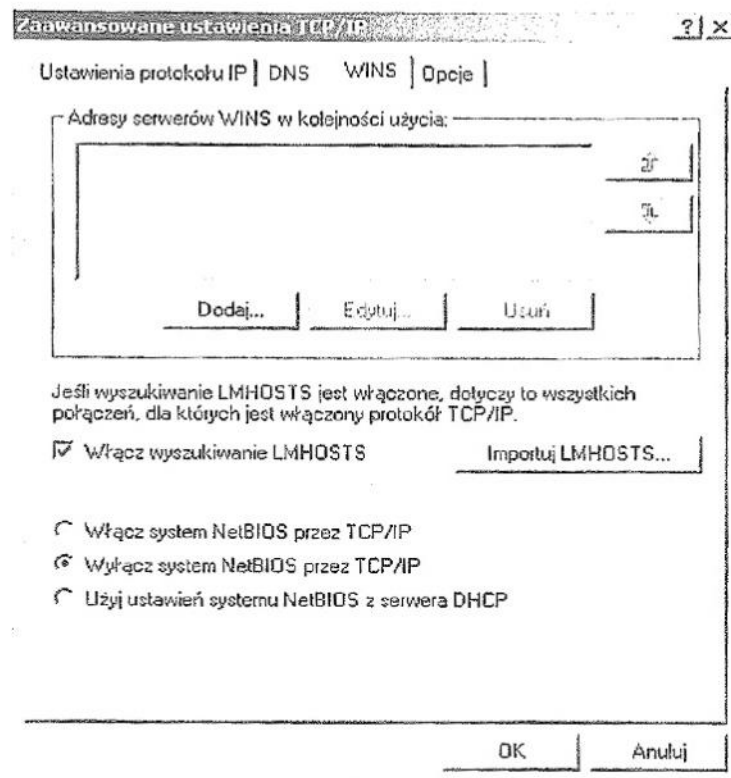 Zaawansowane ustawienia TCP/IP
Ustawienia protokołu IP DNS WINS Opcje
Adresy serwerów WINS w kolejności użycia:
Dodaj... Edytuj... Usuń
Jeśli wyszukiwanie LMHOSTS jest włączone, dotyczy to wszystkich
połączeń, dla których jest włączony protokół TCP/IP.
Włącz wyszukiwanie LMHOSTS Importuj LMHOSTS...
Włącz system NetBIOS przez TCP/IP
Wyłącz system NetBIOS przez TCP/IP
Użyj ustawień systemu NetBIOS z serwera DHCP
OK Anuluj